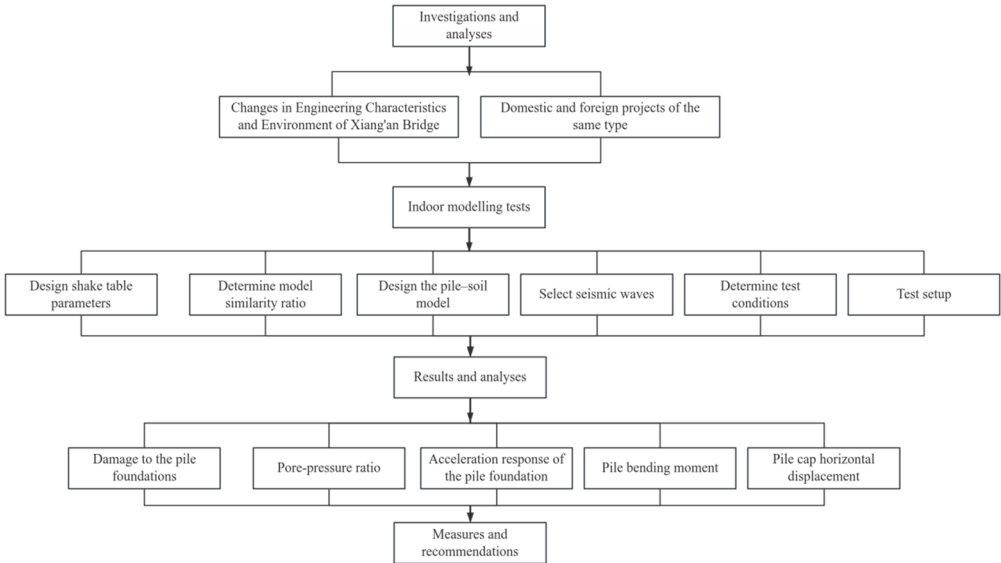 Investigations and
analyses
Changes in Engineering Characteristics
and Environment of Xiang'an Bridge
Domestic and foreign projects of the
same type
Indoor modelling tests
Design shake table
parameters
Determine model
similarity ratio
Design the pile–soil
model
Select seismic waves
Determine test
conditions
Test setup
Results and analyses
Damage to the pile
foundations
Pore-pressure ratio
Acceleration response of
the pile foundation
Pile bending moment
Pile cap horizontal
displacement
Measures and
recommendations